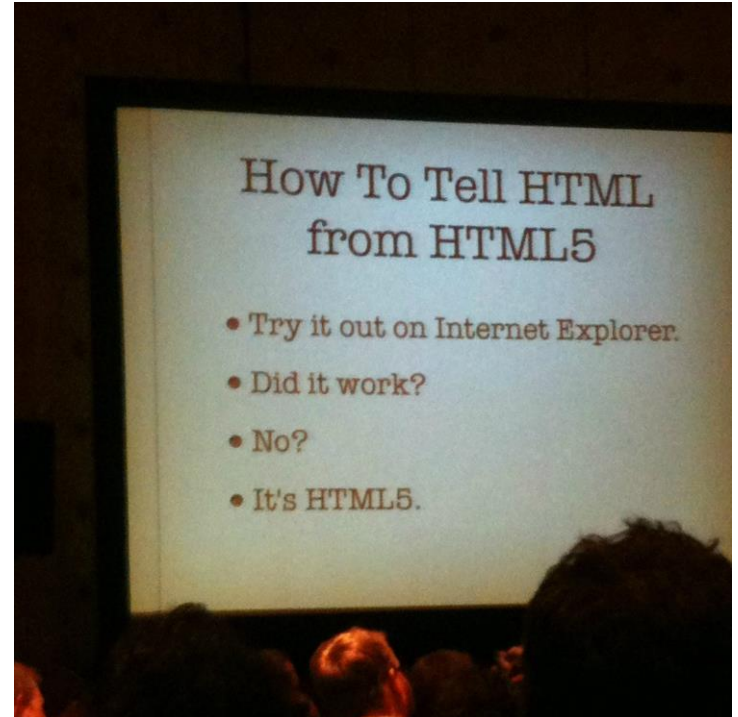 How To Tell HTML
from HTML5
• Try it out on Internet Explorer.
• Did it work?
• No?
• It's HTML5.